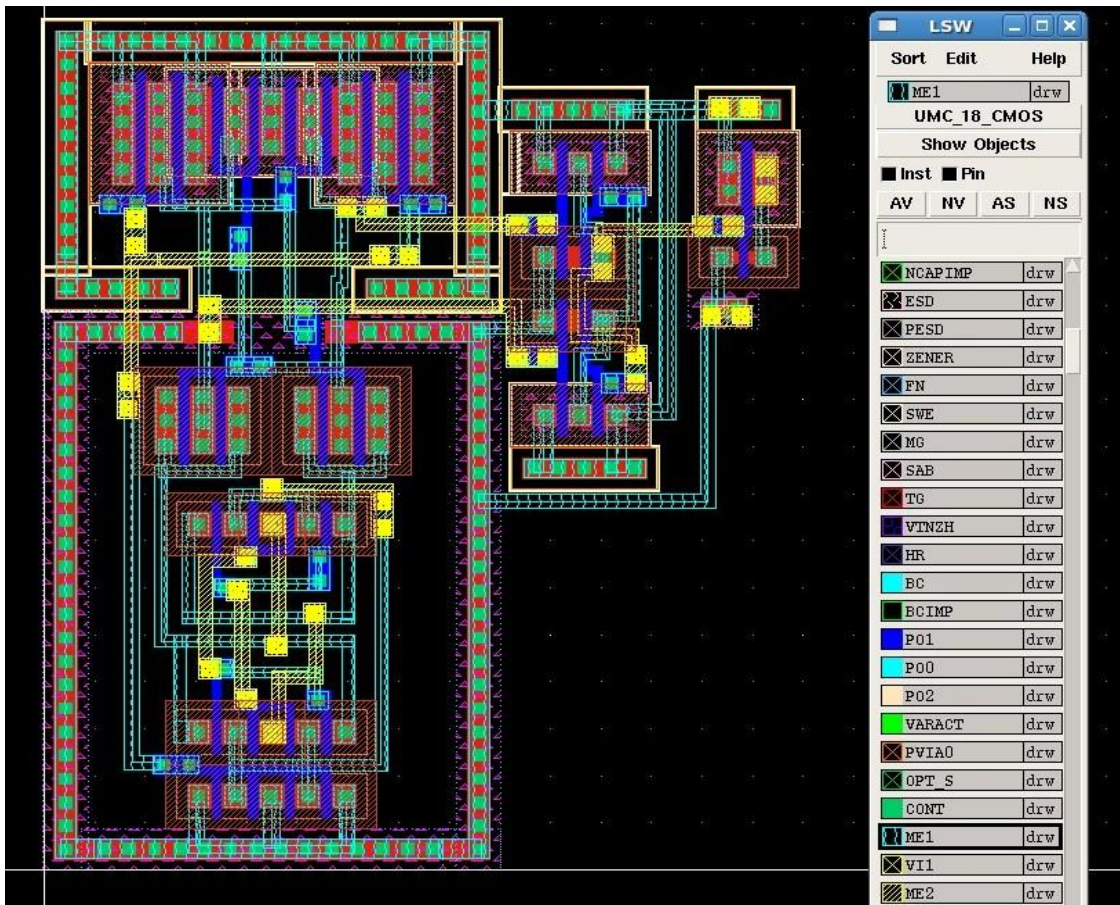 LSW
Sort Edit Help
ME1 drw
UMC_18_CMOS
Show Objects
Inst Pin
AV NV AS NS
NCAPIMP drw
ESD drw
PESD drw
ZENER drw
FN drw
SWE drw
MG drw
SAB drw
TG drw
VTNZH drw
HR drw
BC drw
BCIMP drw
PO1 drw
PO0 drw
PO2 drw
VARACT drw
PVIA0 drw
OPT_S drw
CONT drw
ME1 drw
VI1 drw
ME2 drw